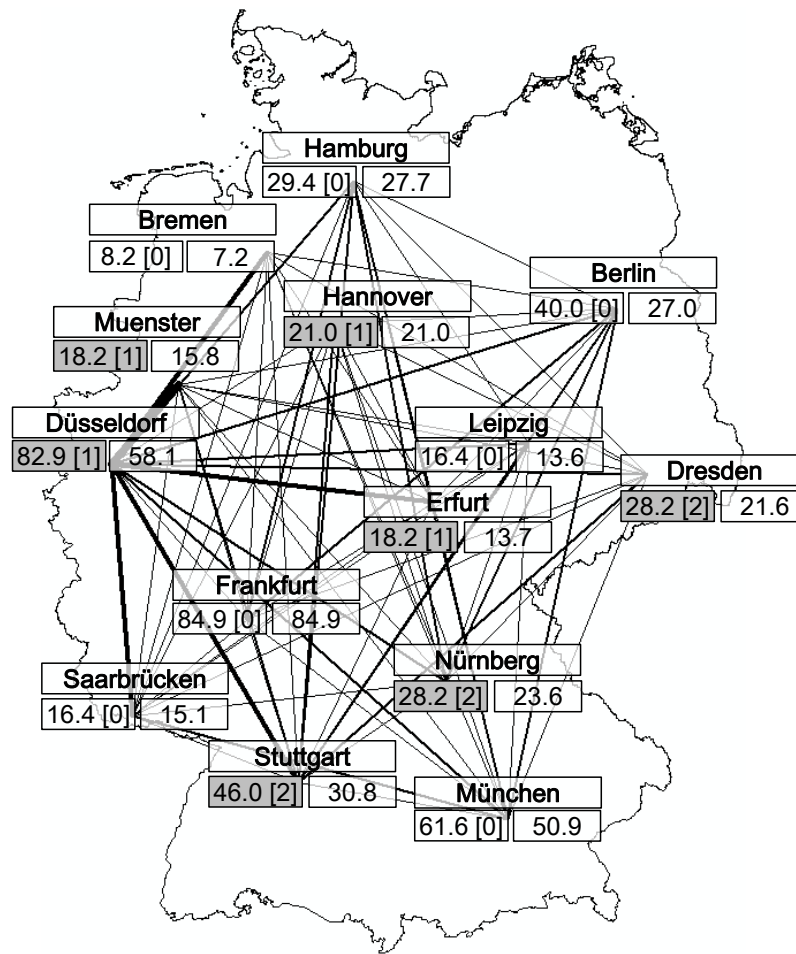 Hamburg
29.4 [0] 27.7
Bremen
8.2 [0] 7.2
Berlin
40.0 [0] 27.0
Hannover
21.0 [1] 21.0
Muenster
18.2 [1] 15.8
Düsseldorf
82.9 [1] 58.1
Leipzig
16.4 [0] 13.6
Dresden
28.2 [2] 21.6
Erfurt
18.2 [1] 13.7
Frankfurt
84.9 [0] 84.9
Nürnberg
28.2 [2] 23.6
Saarbrücken
16.4 [0] 15.1
Stuttgart
46.0 [2] 30.8
München
61.6 [0] 50.9